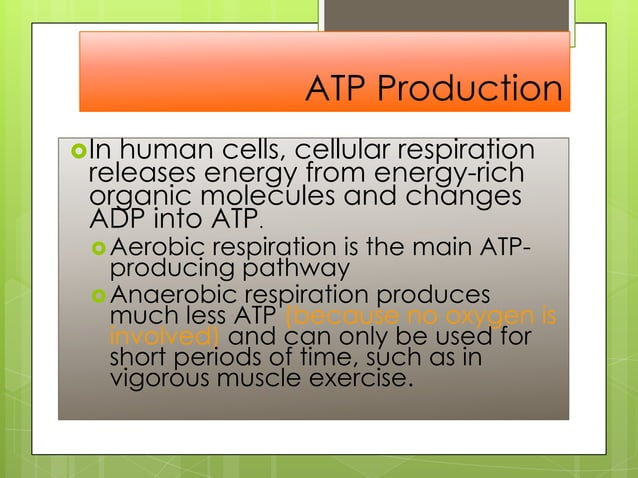 ATP Production
In human cells, cellular respiration
releases energy from energy-rich
organic molecules and changes
ADP into ATP.
Aerobic respiration is the main ATP-
producing pathway
Anaerobic respiration produces
much less ATP (because no oxygen is
involved) and can only be used for
short periods of time, such as in
vigorous muscle exercise.